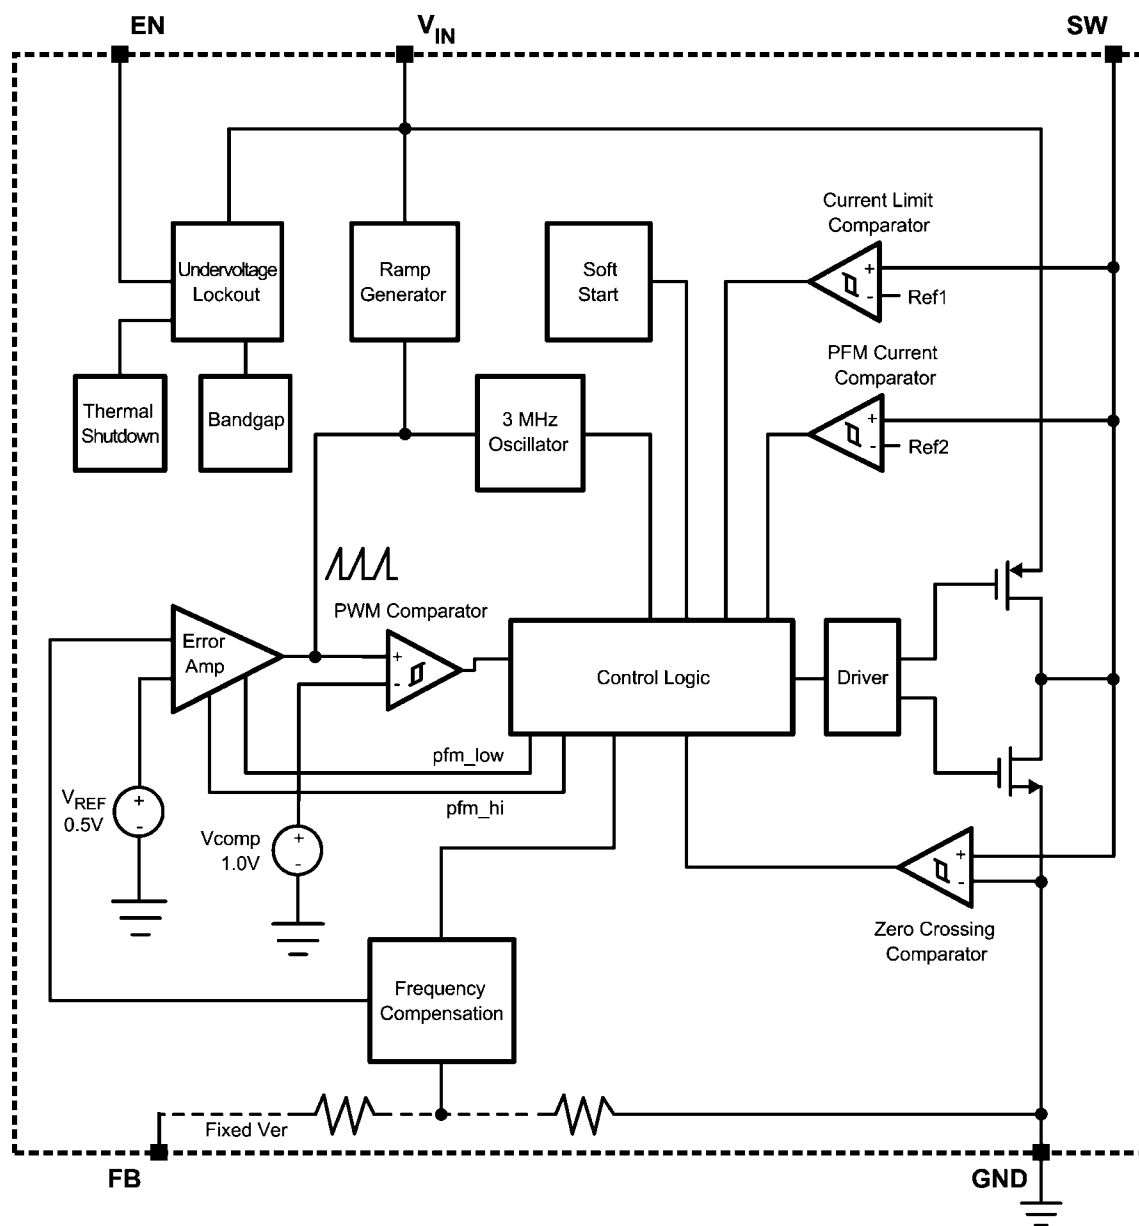 EN
VIN
SW
Current Limit
Comparator
Undervoltage
Lockout
Ramp
Generator
Soft
Start
+
-
Ref1
PFM Current
Comparator
Thermal
Shutdown
Bandgap
3 MHz
Oscillator
+
-
Ref2
PWM Comparator
Error
Amp
+
-
Control Logic
Driver
pfm_low
pfm_hi
VREF
0.5V
+
-
Vcomp
1.0V
+
-
+
-
Zero Crossing
Comparator
Frequency
Compensation
Fixed Ver
FB
GND